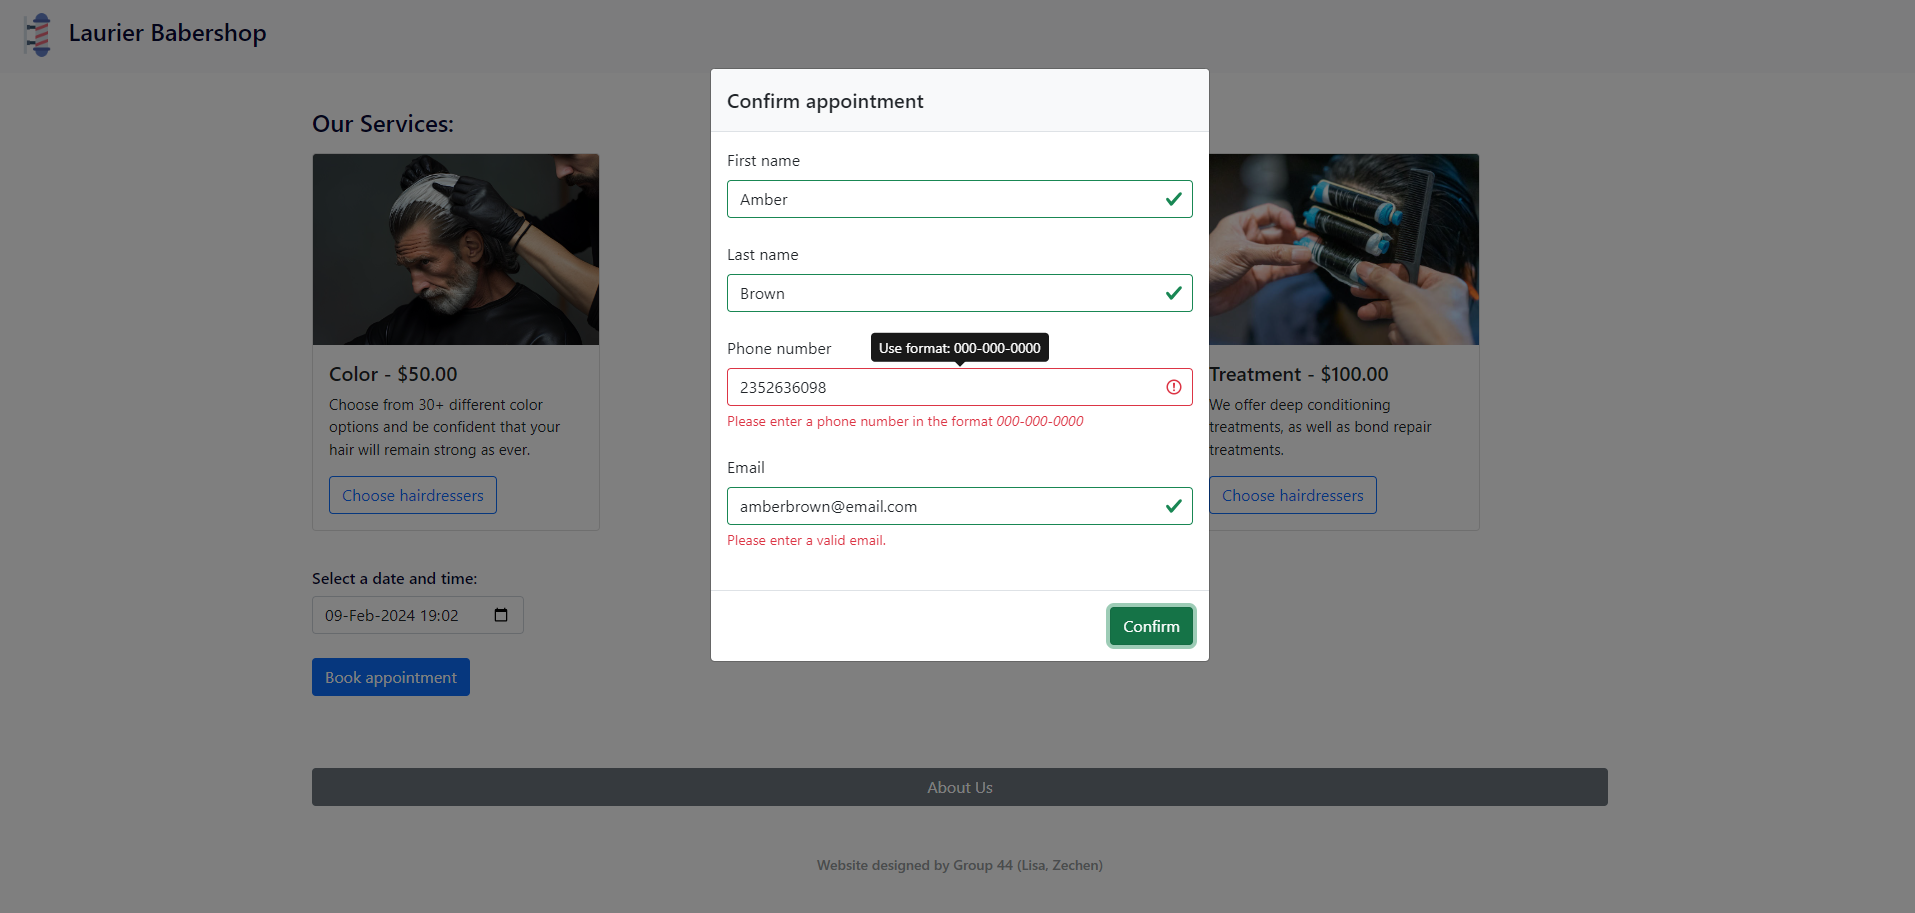 Laurier Babershop
Confirm appointment
First name
Amber
Last name
Brown
Phone number
Use format: 000-000-0000
2352636098
Please enter a phone number in the format 000-000-0000
Email
amberbrown@email.com
Please enter a valid email.
Confirm
Our Services:
Color - $50.00
Choose from 30+ different color
options and be confident that your
hair will remain strong as ever.
Choose hairdressers
Treatment - $100.00
We offer deep conditioning
treatments, as well as bond repair
treatments.
Choose hairdressers
Select a date and time:
09-Feb-2024 19:02
Book appointment
About Us
Website designed by Group 44 (Lisa, Zechen)